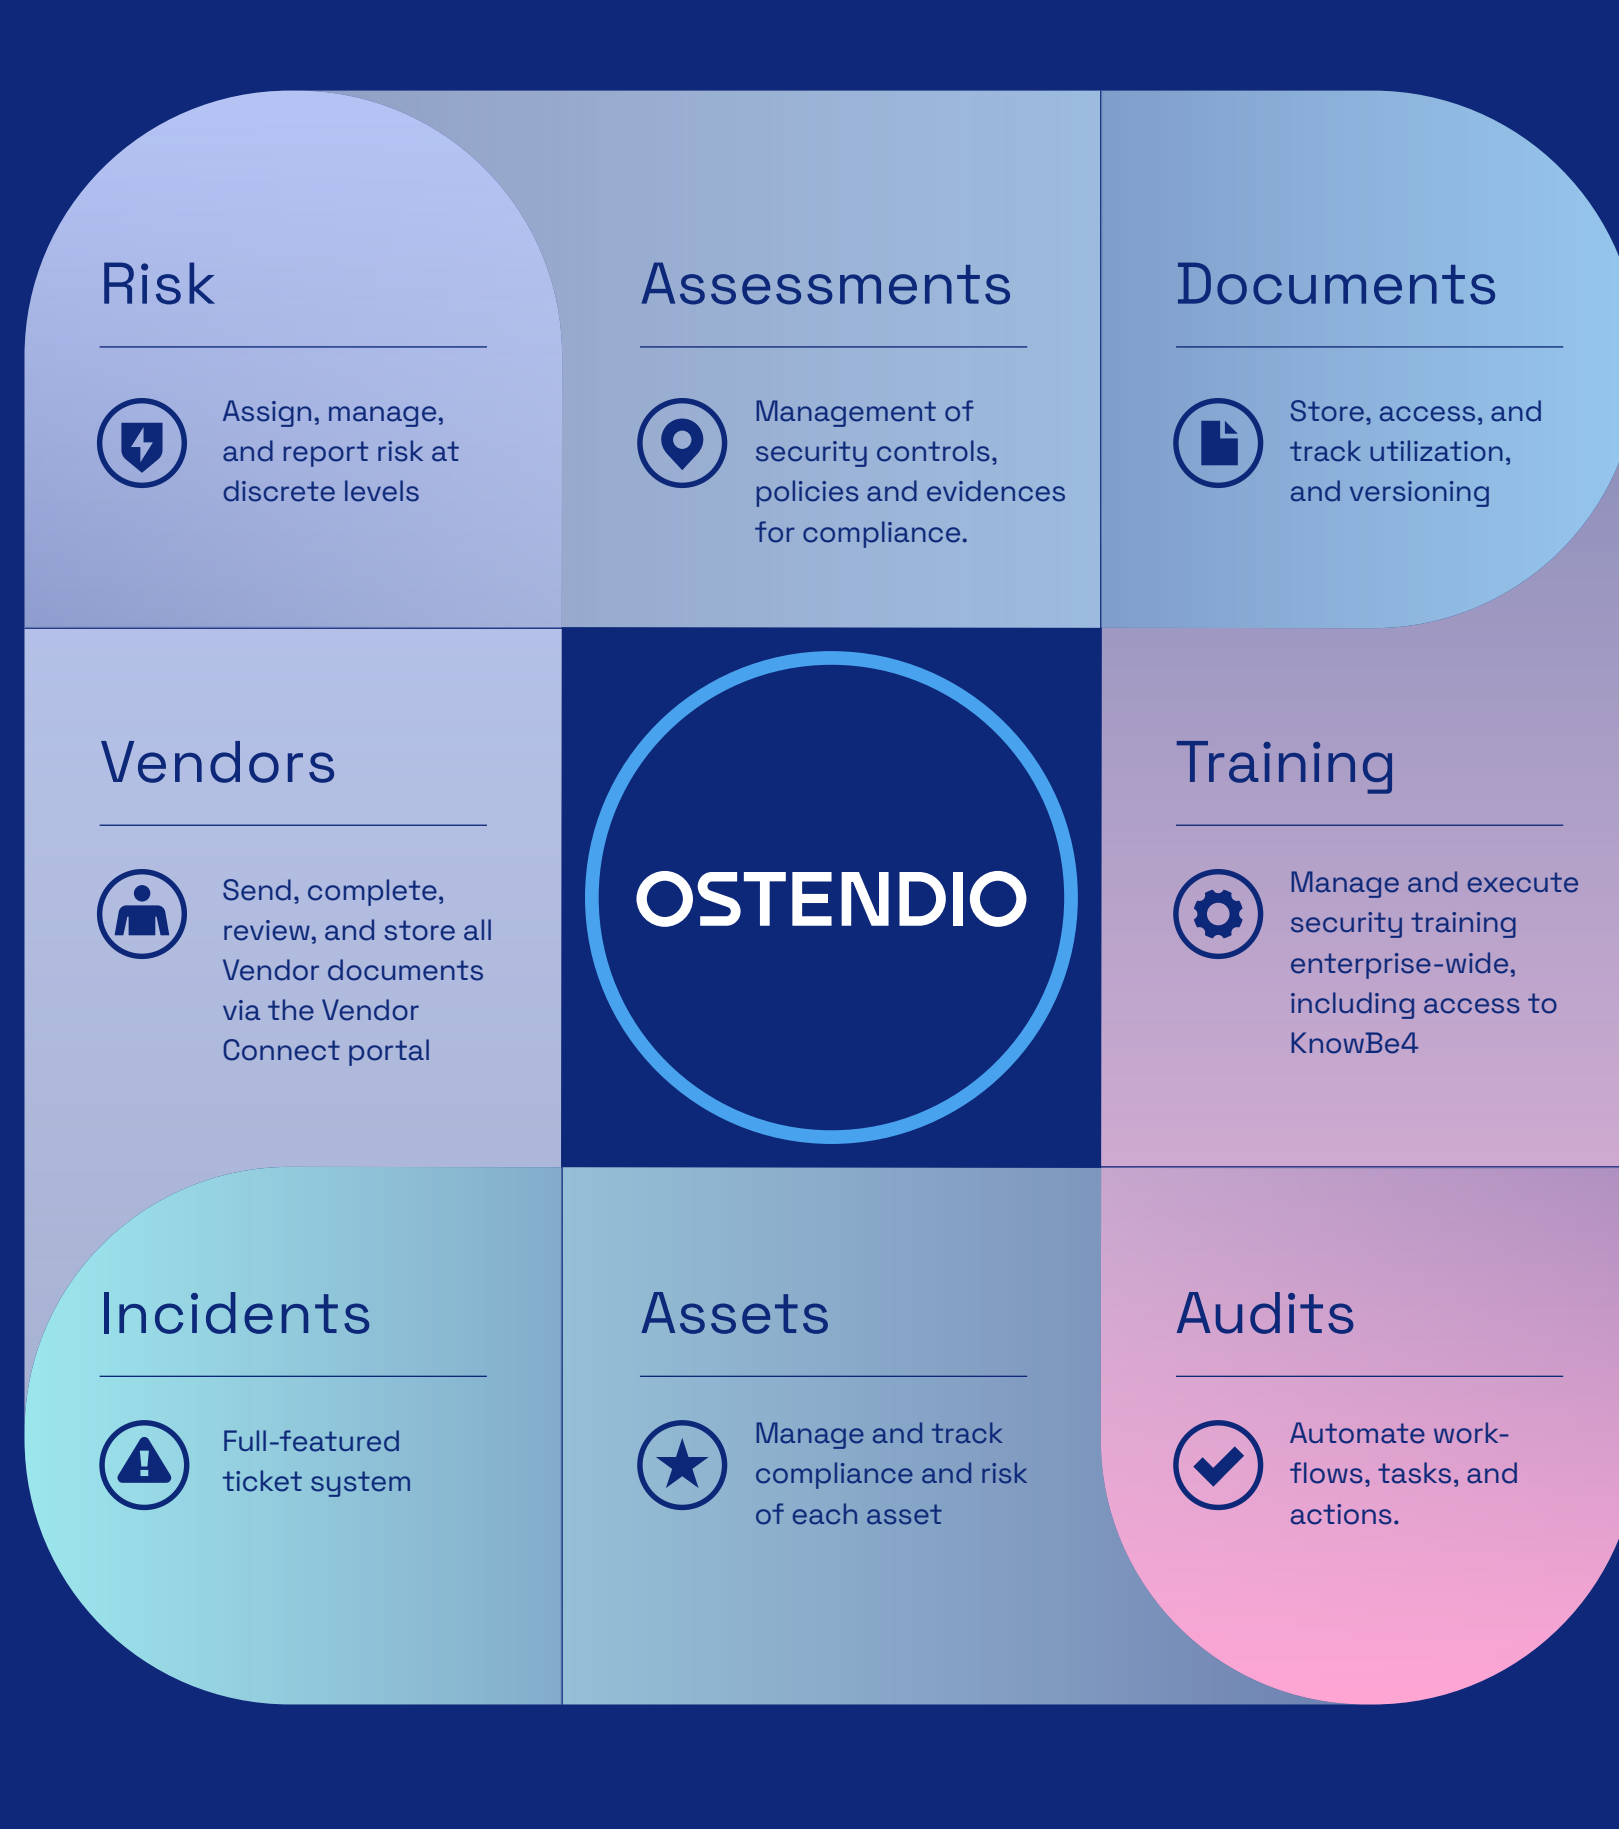 Risk
Assign, manage,
and report risk at
discrete levels
Assessments
Management of
security controls,
policies and evidences
for compliance.
Documents
Store, access, and
track utilization,
and versioning
Vendors
Send, complete,
review, and store all
Vendor documents
via the Vendor
Connect portal
OSTENDIO
Training
Manage and execute
security training
enterprise-wide,
including access to
KnowBe4
Incidents
Full-featured
ticket system
Assets
Manage and track
compliance and risk
of each asset
Audits
Automate work-
flows, tasks, and
actions.